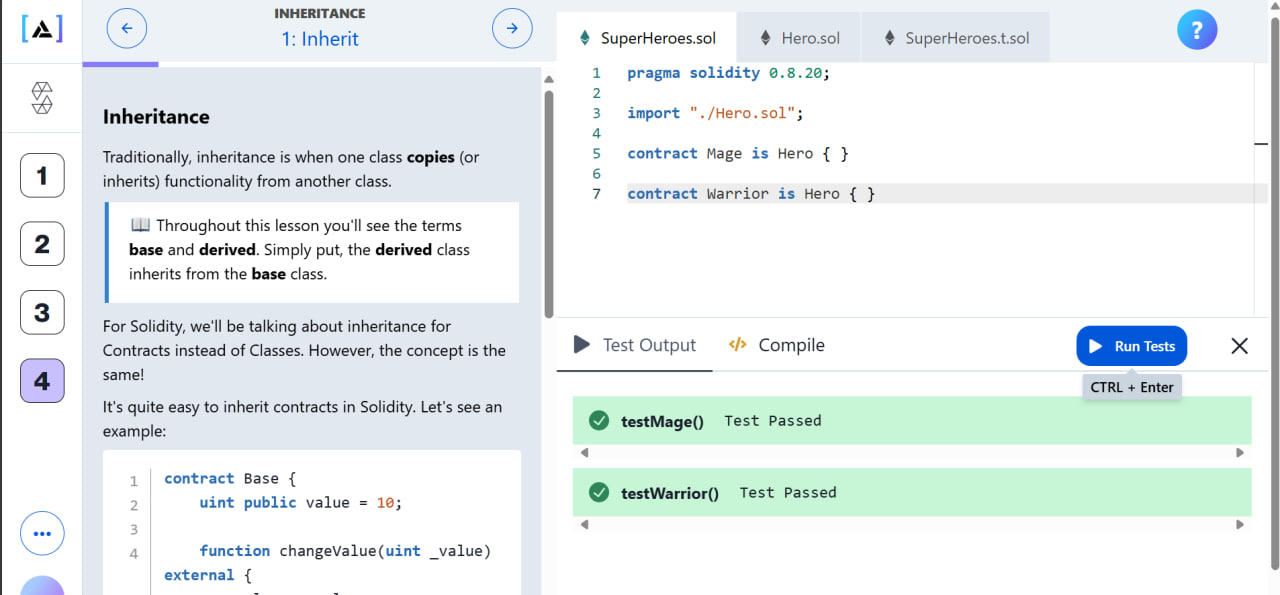 INHERITANCE
1: Inherit
1
2
3
4
Inheritance
Traditionally, inheritance is when one class copies (or
inherits) functionality from another class.
📖 Throughout this lesson you'll see the terms
base and derived. Simply put, the derived class
inherits from the base class.
For Solidity, we'll be talking about inheritance for
Contracts instead of Classes. However, the concept is the
same!
It's quite easy to inherit contracts in Solidity. Let's see an
example:
1 contract Base {
2 uint public value = 10;
3
4 function changeValue(uint _value)
external {
SuperHeroes.sol
Hero.sol
SuperHeroes.t.sol
?
1 pragma solidity 0.8.20;
2
3 import "./Hero.sol";
4
5 contract Mage is Hero { }
6
7 contract Warrior is Hero { }
Test Output
Compile
Run Tests
CTRL + Enter
testMage() Test Passed
testWarrior() Test Passed